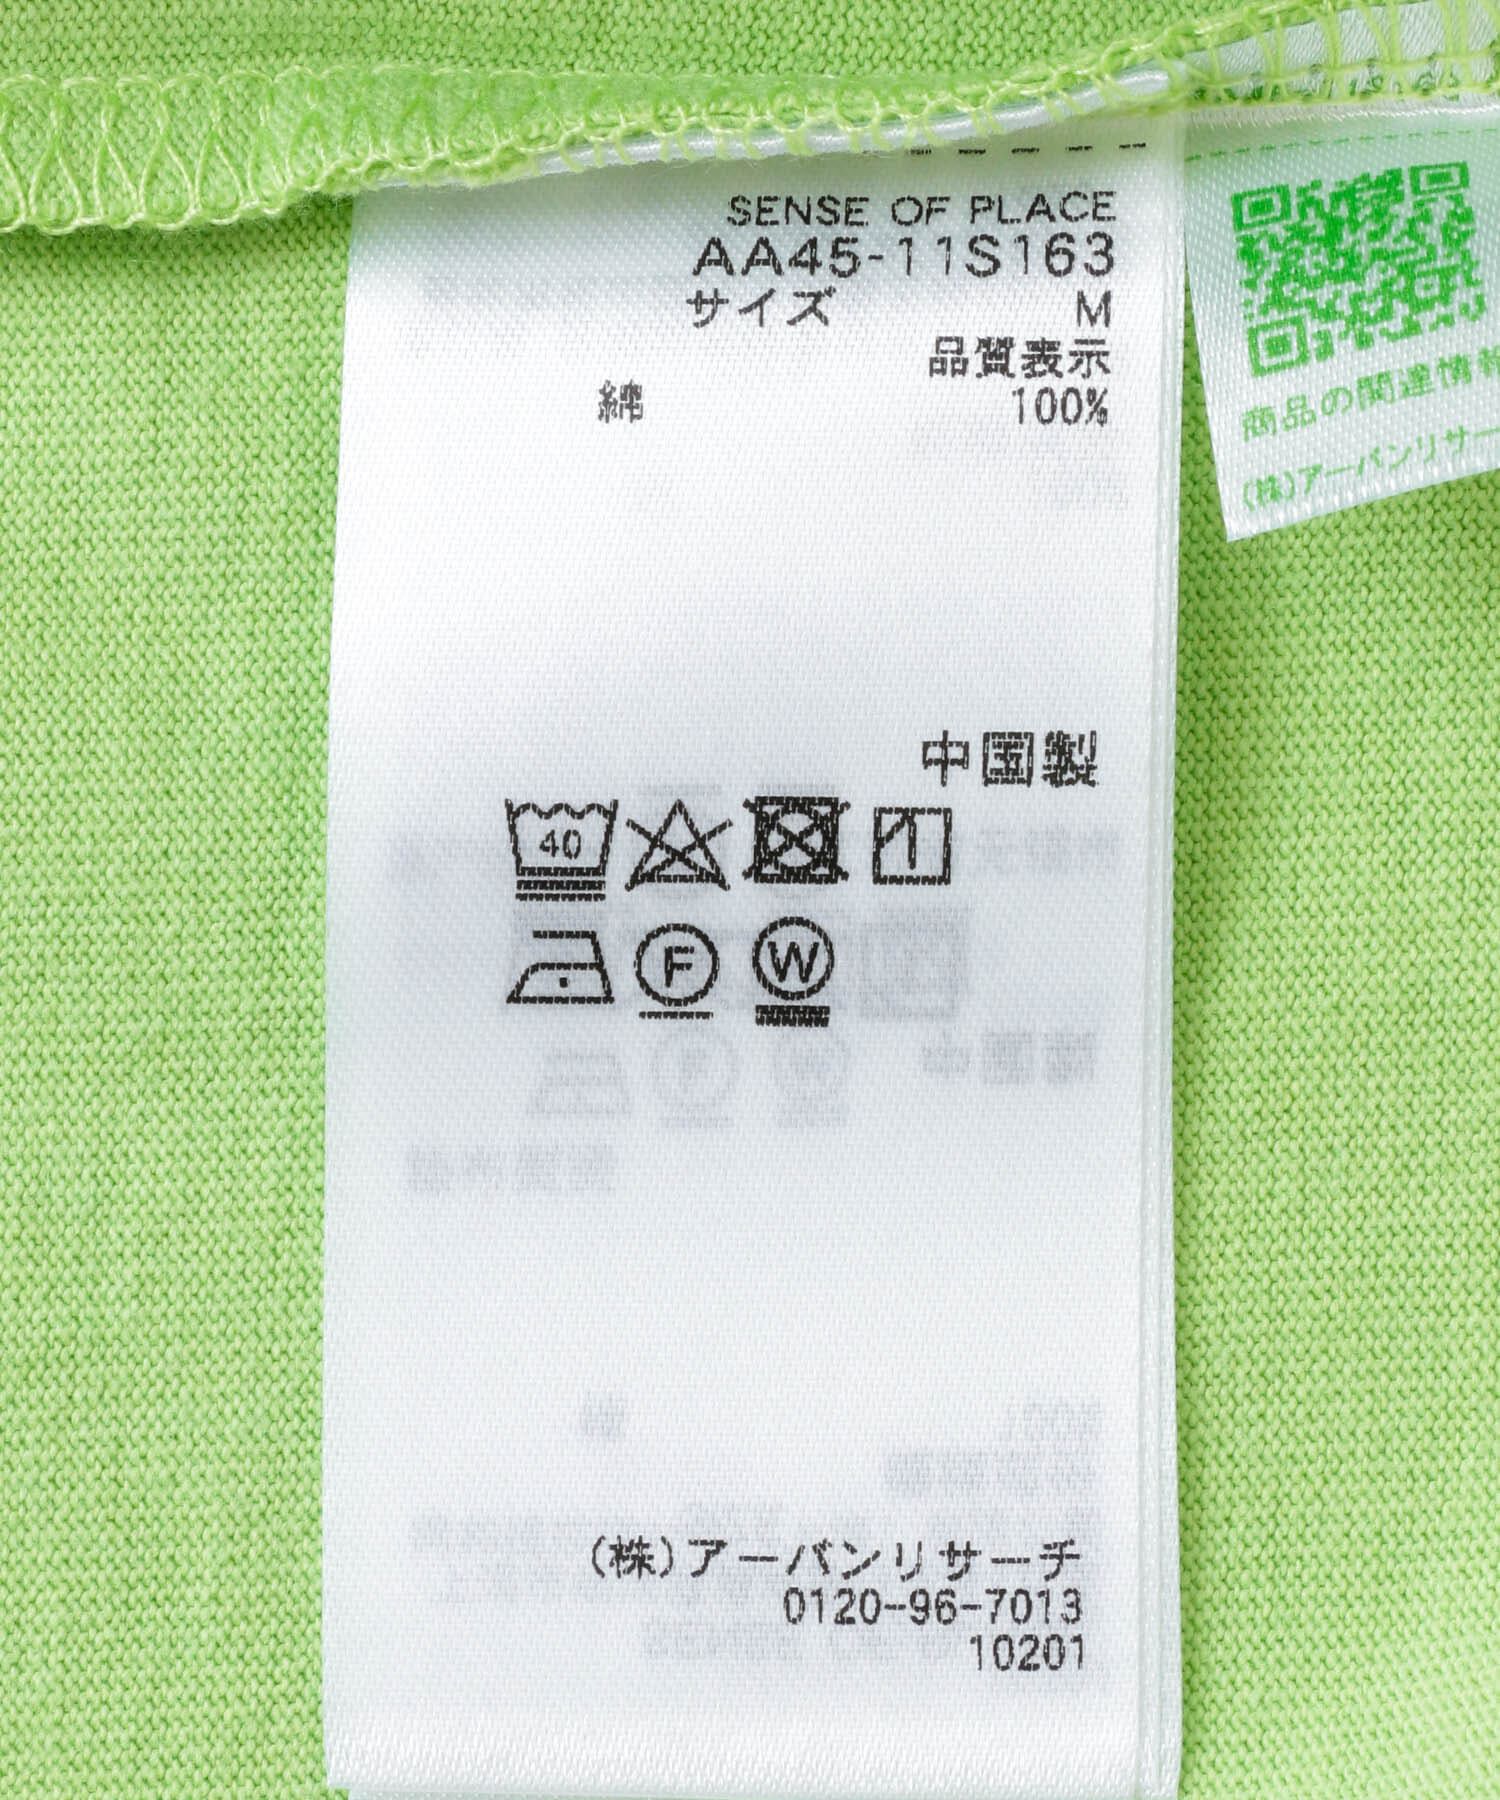 SENSE OF PLACE
AA45-11S163
サイズ M
品質表示
綿 100%
中国製
40
F W
(株)アーバンリサーチ
0120-96-7013
10201
商品の関連情報
(株)アーバンリサー